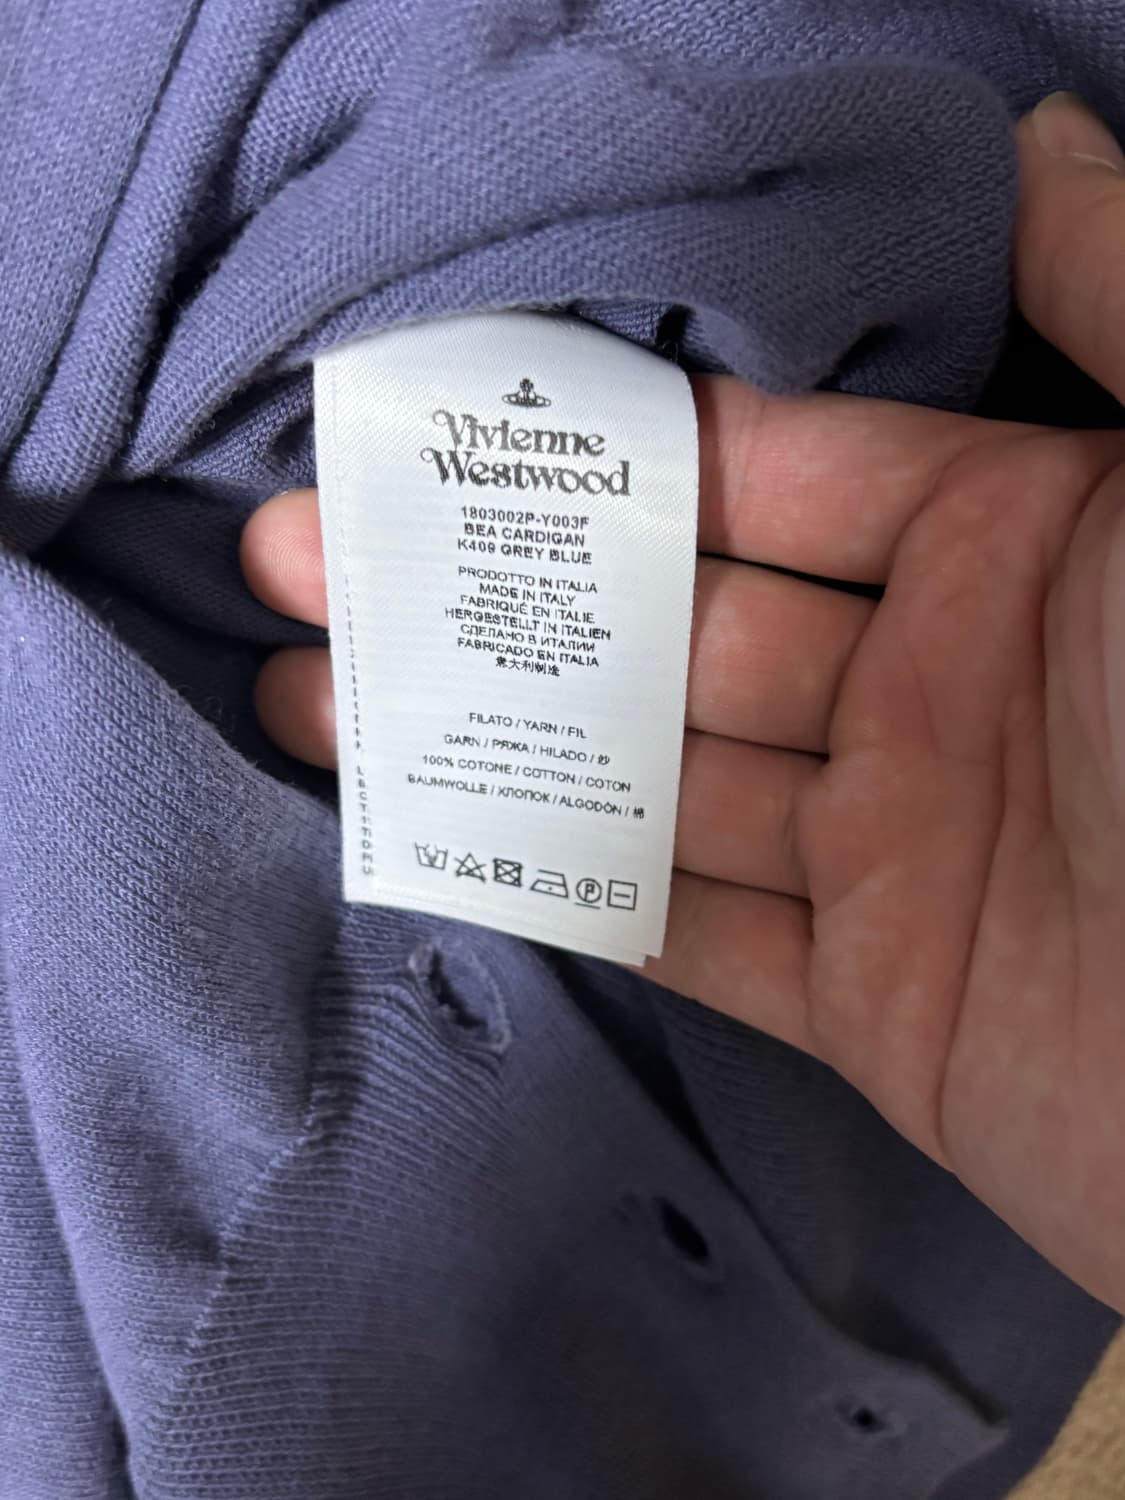 Vivienne
Westwood
1803002P-Y003F
BEA CARDIGAN
K409 GREY BLUE
PRODOTTO IN ITALIA
MADE IN ITALY
FABRIQUÉ EN ITALIE
HERGESTELLT IN ITALIEN
СДЕЛАНО В ИТАЛИИ
FABRICADO EN ITALIA
意大利制造
FILATO / YARN / FIL
GARN / PЯЖA / HILADO / 纱
100% COTONE / COTTON / COTON
BAUMWOLLE / ХЛОПОК / ALGODÓN / 棉
P